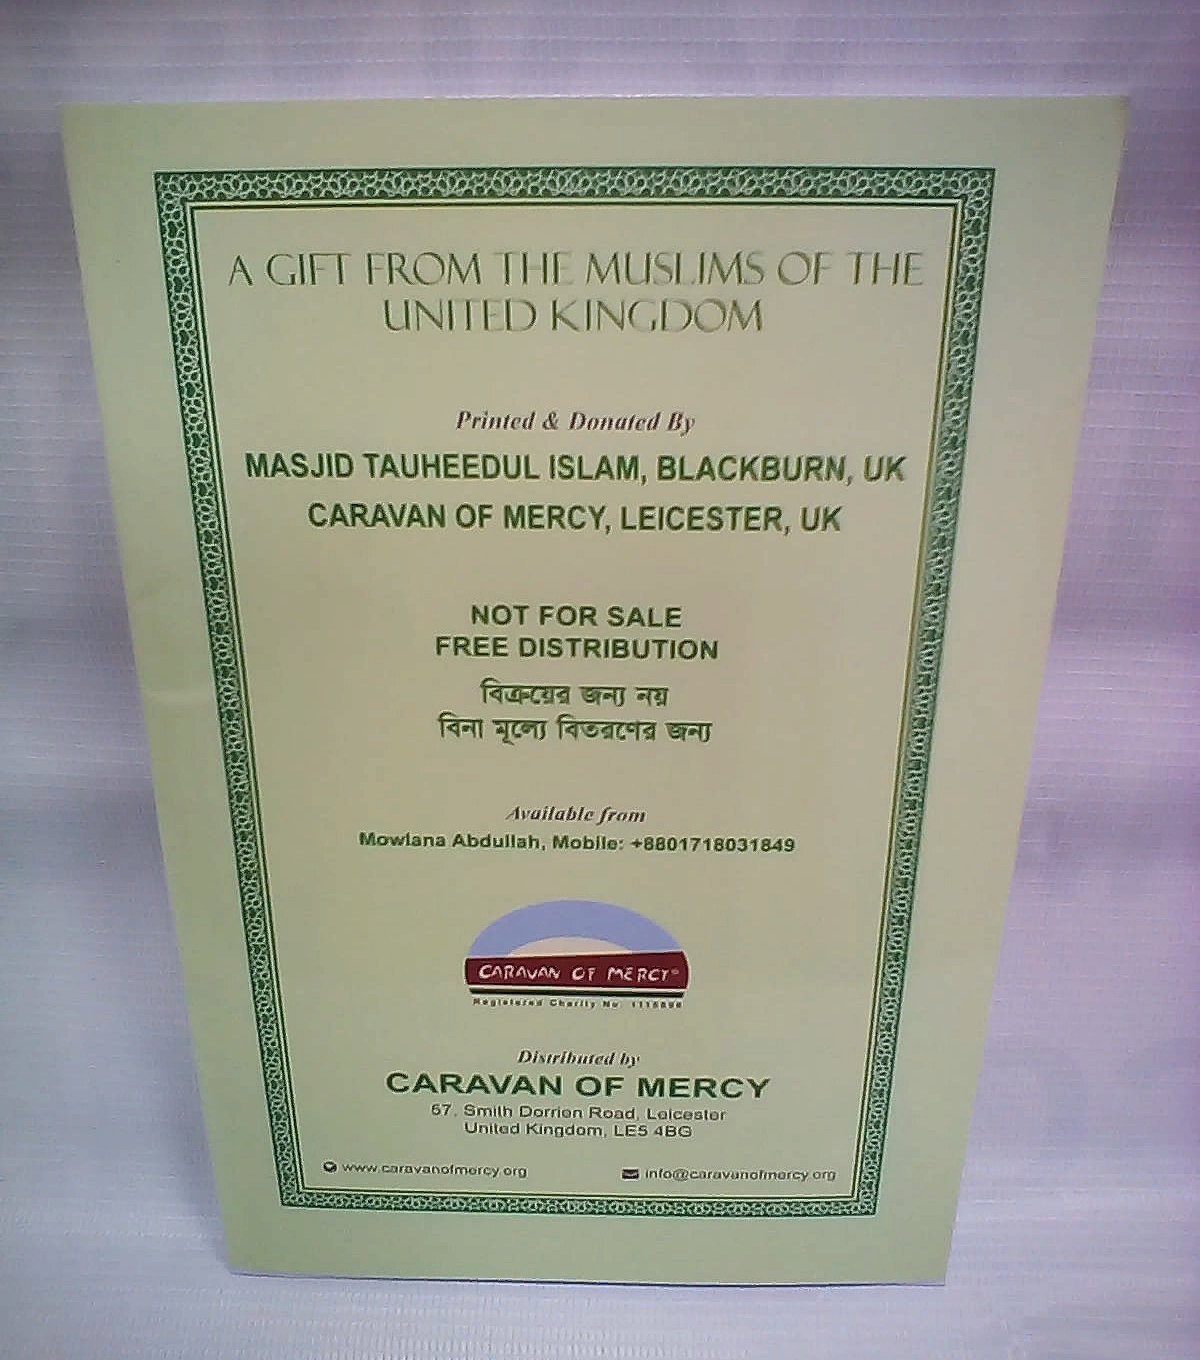 A GIFT FROM THE MUSLIMS OF THE
UNITED KINGDOM
Printed & Donated By
MASJID TAUHEEDUL ISLAM, BLACKBURN, UK
CARAVAN OF MERCY, LEICESTER, UK
NOT FOR SALE
FREE DISTRIBUTION
বিক্রয়ের জন্য নয়
বিনা মূল্যে বিতরণের জন্য
Available from
Mowlana Abdullah, Mobile: +8801718031849
CARAVAN OF MERCY®
Registered Charity No.
Distributed by
CARAVAN OF MERCY
Smith Dorrien Road, Leicester
United Kingdom, LE5 4BG
www.caravanofmercy.org
info@caravanofmercy.org